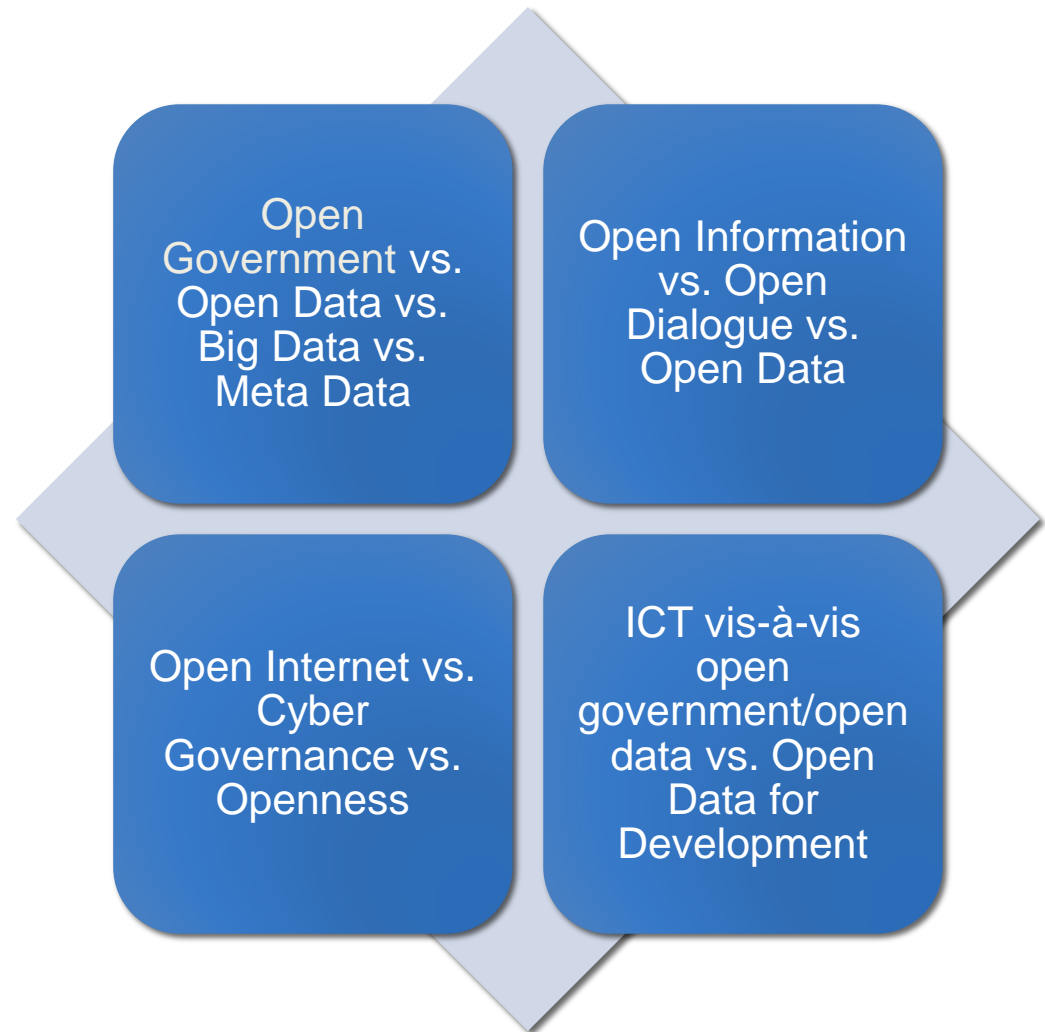 Open
Government vs.
Open Data vs.
Big Data vs.
Meta Data
Open Information
vs. Open
Dialogue vs.
Open Data
Open Internet vs.
Cyber
Governance vs.
Openness
ICT vis-à-vis
open
government/open
data vs. Open
Data for
Development